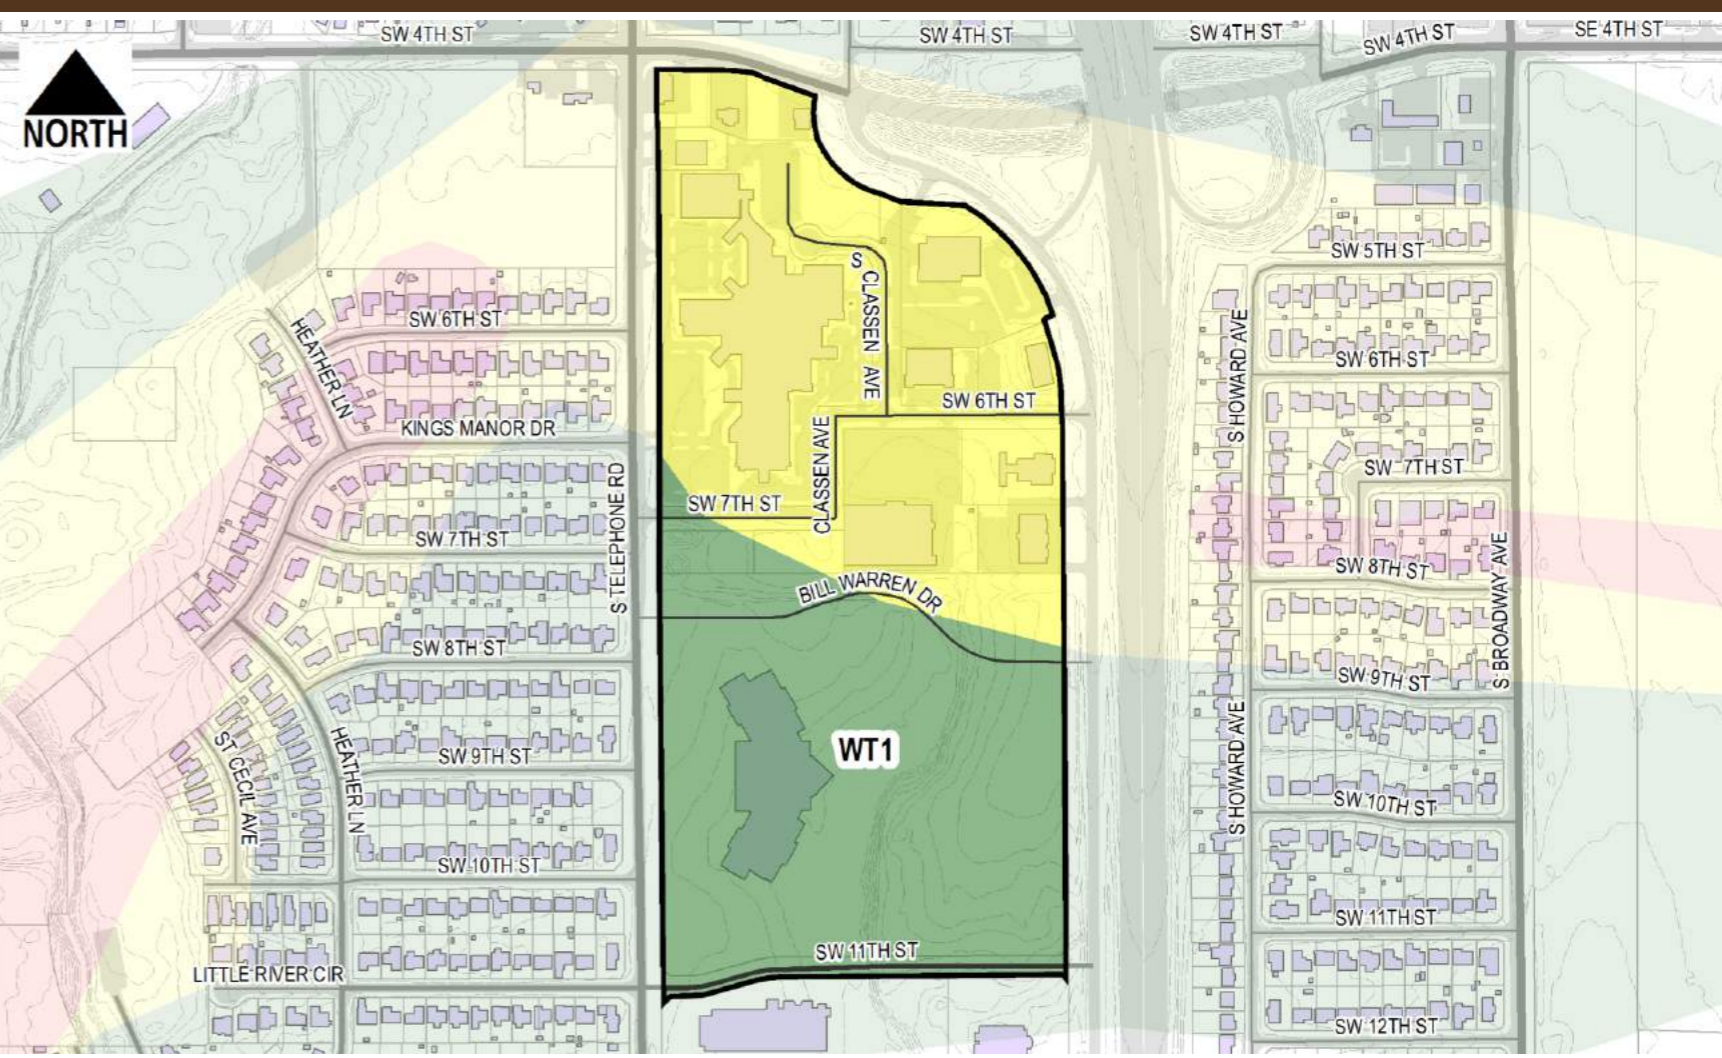 SW 4TH ST
SW 4TH ST
SW 4TH ST
SW 4TH ST
SE 4TH ST
NORTH
SW 5TH ST
S CLASSEN AVE
HEATHER LN
SW 6TH ST
S HOWARD AVE
SW 6TH ST
SW 6TH ST
KINGS MANOR DR
CLASSEN AVE
SW 7TH ST
S TELEPHONE RD
SW 7TH ST
SW 7TH ST
SW 8TH ST
S BROADWAY AVE
BILL WARREN DR
SW 8TH ST
SW 9TH ST
ST CECIL AVE
HEATHER LN
SW 9TH ST
WT1
S HOWARD AVE
SW 10TH ST
SW 10TH ST
SW 11TH ST
SW 11TH ST
LITTLE RIVER CIR
SW 12TH ST